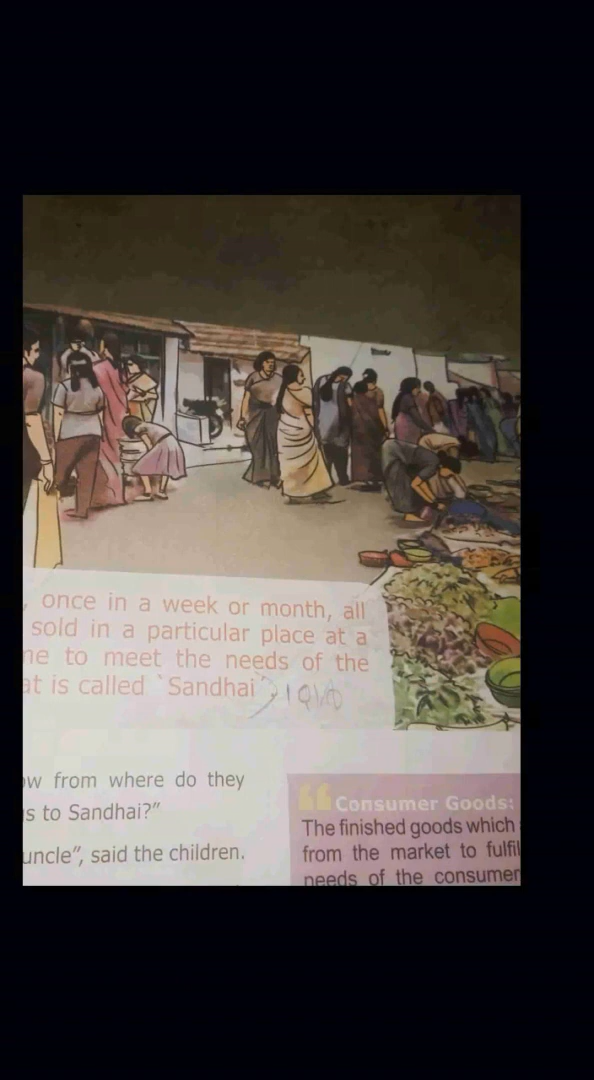 , once in a week or month, all
sold in a particular place at a
ne to meet the needs of the
at is called `Sandhai
ow from where do they
s to Sandhai?”
uncle”, said the children.
Consumer Goods:
The finished goods which
from the market to fulfil
needs of the consumer